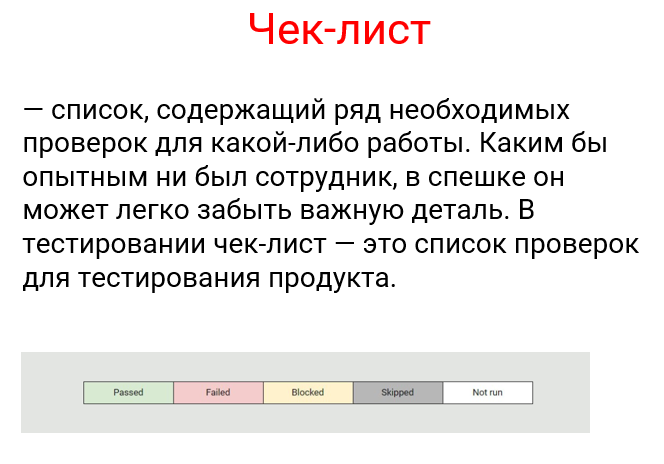 Чек-лист
— список, содержащий ряд необходимых
проверок для какой-либо работы. Каким бы
опытным ни был сотрудник, в спешке он
может легко забыть важную деталь. В
тестировании чек-лист — это список проверок
для тестирования продукта.
Passed Failed Blocked Skipped Not run